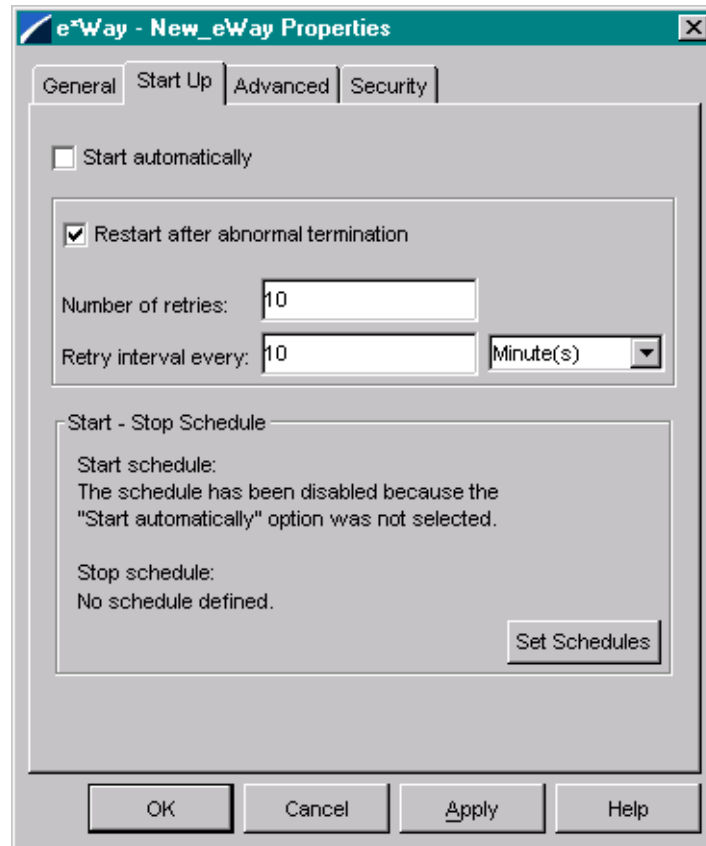 e*Way - New_eWay Properties
General Start Up Advanced Security
Start automatically
Restart after abnormal termination
Number of retries: 10
Retry interval every: 10 Minute(s)
Start - Stop Schedule
Start schedule:
The schedule has been disabled because the
"Start automatically" option was not selected.
Stop schedule:
No schedule defined.
Set Schedules
OK Cancel Apply Help